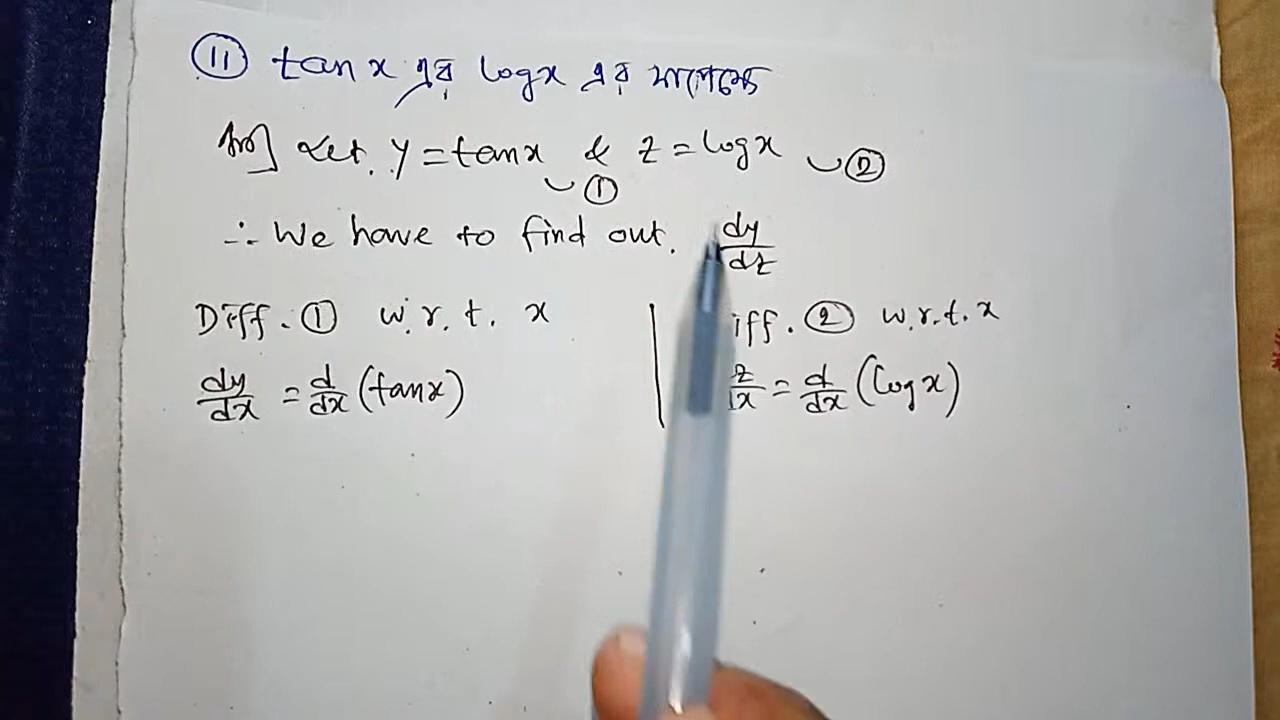 ⑪ tan x এর log x এর সাপেক্ষে
Let. y = tan x & z = log x ② 
①
∴ We have to find out. dy/dz
Diff. ① w.r.t. x
dy/dx = d/dx (tan x)
iff. ② w.r.t. x
z/x = d/dx (log x)